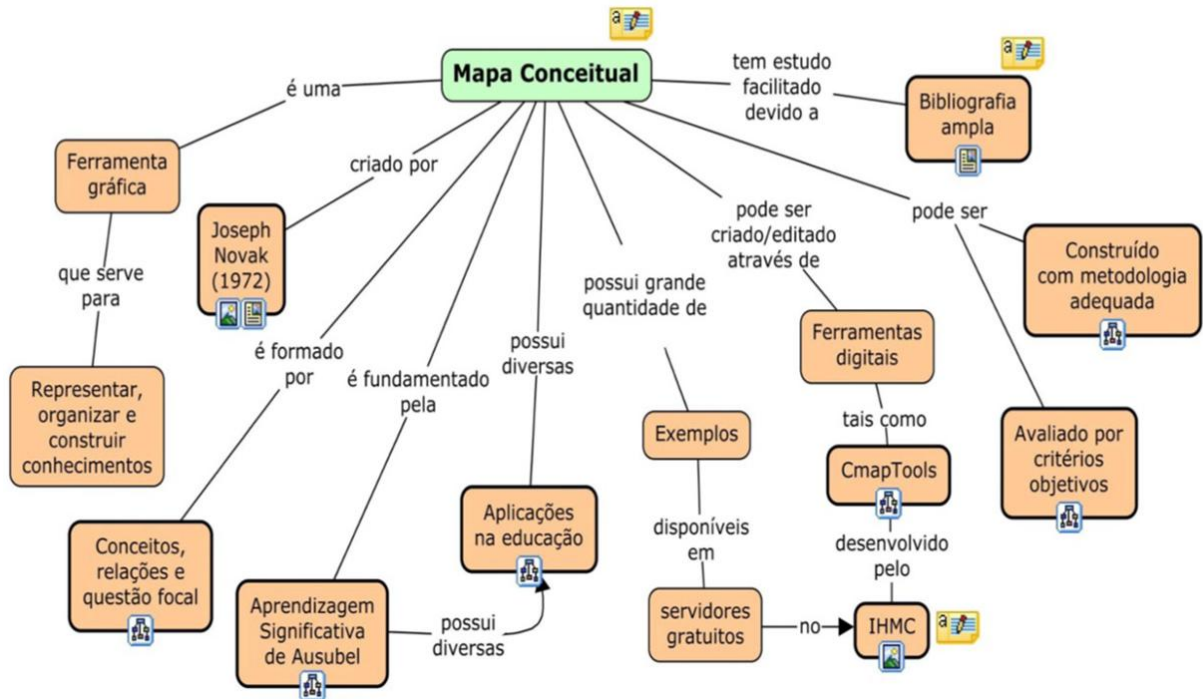 Mapa Conceitual
é uma
Ferramenta
gráfica
que serve
para
Representar,
organizar e
construir
conhecimentos
criado por
Joseph
Novak
(1972)
é formado
por
Conceitos,
relações e
questão focal
é fundamentado
pela
Aprendizagem
Significativa
de Ausubel
possui
diversas
possui
diversas
Aplicações
na educação
possui grande
quantidade de
Exemplos
disponíveis
em
servidores
gratuitos
no
IHMC
pode ser
criado/editado
através de
Ferramentas
digitais
tais como
CmapTools
desenvolvido
pelo
tem estudo
facilitado
devido a
Bibliografia
ampla
pode ser
Construído
com metodologia
adequada
Avaliado por
critérios
objetivos
a
a
a